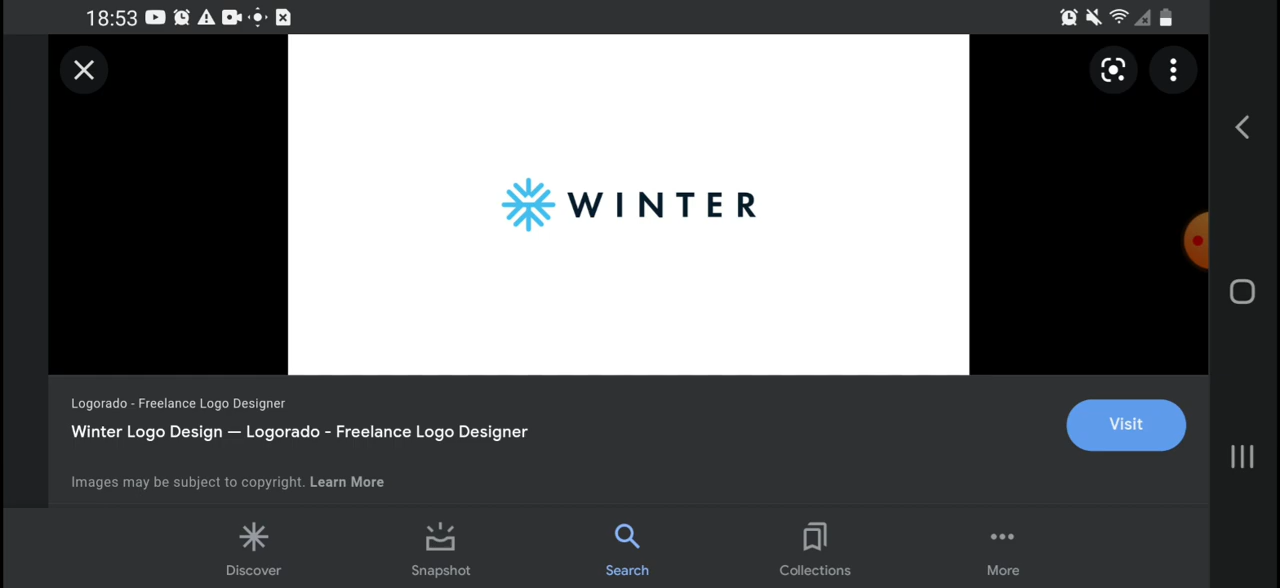 18:53
WINTER
Logorado - Freelance Logo Designer
Winter Logo Design — Logorado - Freelance Logo Designer
Visit
Images may be subject to copyright. Learn More
Discover
Snapshot
Search
Collections
More